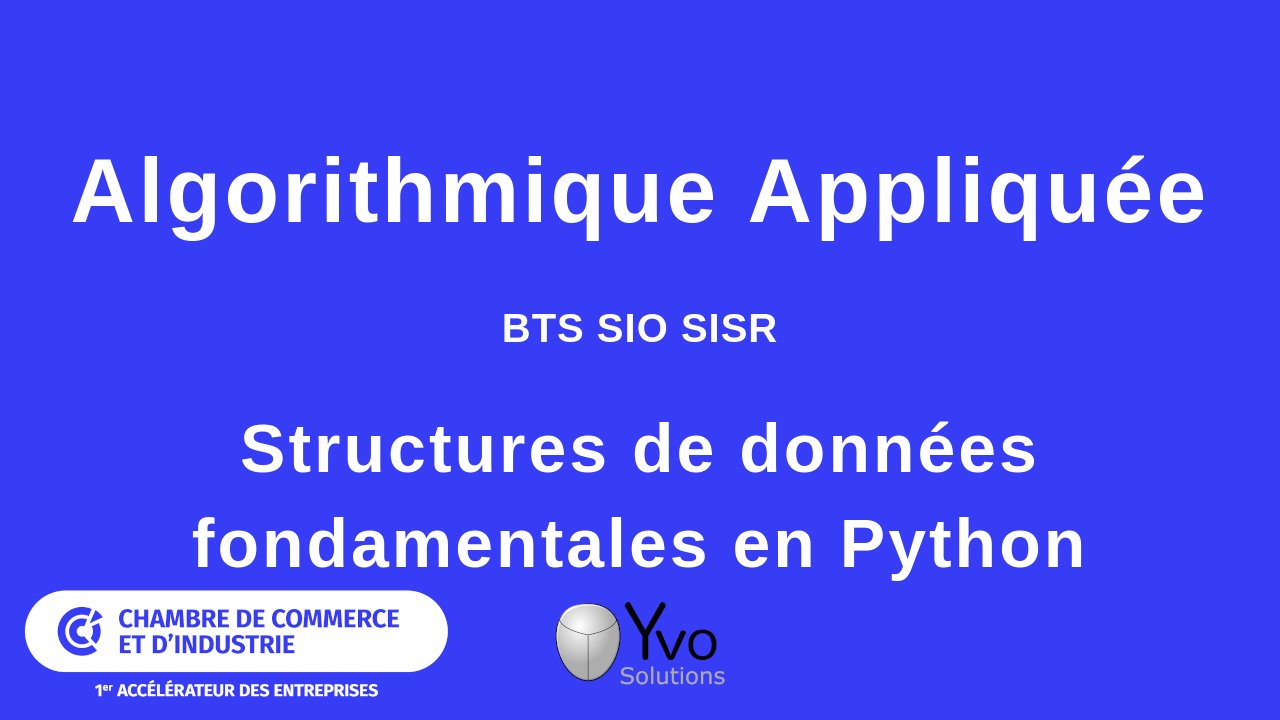 Algorithmique Appliquée
BTS SIO SISR
Structures de données
fondamentales en Python
CHAMBRE DE COMMERCE
ET D'INDUSTRIE
1er ACCÉLÉRATEUR DES ENTREPRISES
Yvo
Solutions